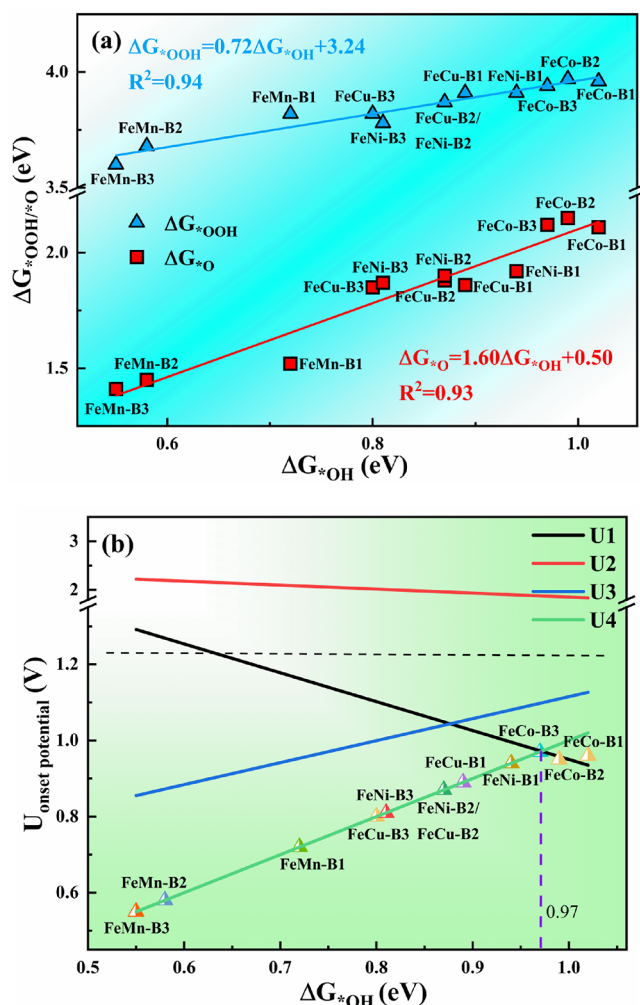 (a)
ΔG*OOH=0.72ΔG*OH+3.24
R²=0.94
FeCo-B2
FeCu-B1 FeNi-B1
FeMn-B1 FeCu-B3
FeCo-B3 FeCo-B1
FeMn-B2
FeNi-B3 FeCu-B2/
FeNi-B2
FeMn-B3
4.0
3.5
ΔG*OOH/*O (eV)
ΔG*OOH
ΔG*O
FeCo-B2
FeCo-B3
FeCo-B1
2.0
FeNi-B3 FeNi-B2
FeCu-B3 FeCu-B2 FeCu-B1 FeNi-B1
FeMn-B2 FeMn-B1
FeMn-B3
1.5
ΔG*O=1.60ΔG*OH+0.50
R²=0.93
0.6 0.8 1.0
ΔG*OH (eV)
(b)
U1
U2
U3
U4
3
2
1.2
1.0
0.8
0.6
Uonset potential (V)
FeCo-B3 FeCo-B1
FeCu-B1
FeNi-B1 FeCo-B2
FeNi-B3
FeCu-B3 FeNi-B2/
FeCu-B2
FeMn-B1
FeMn-B2
FeMn-B3
0.97
0.5 0.6 0.7 0.8 0.9 1.0
ΔG*OH (eV)